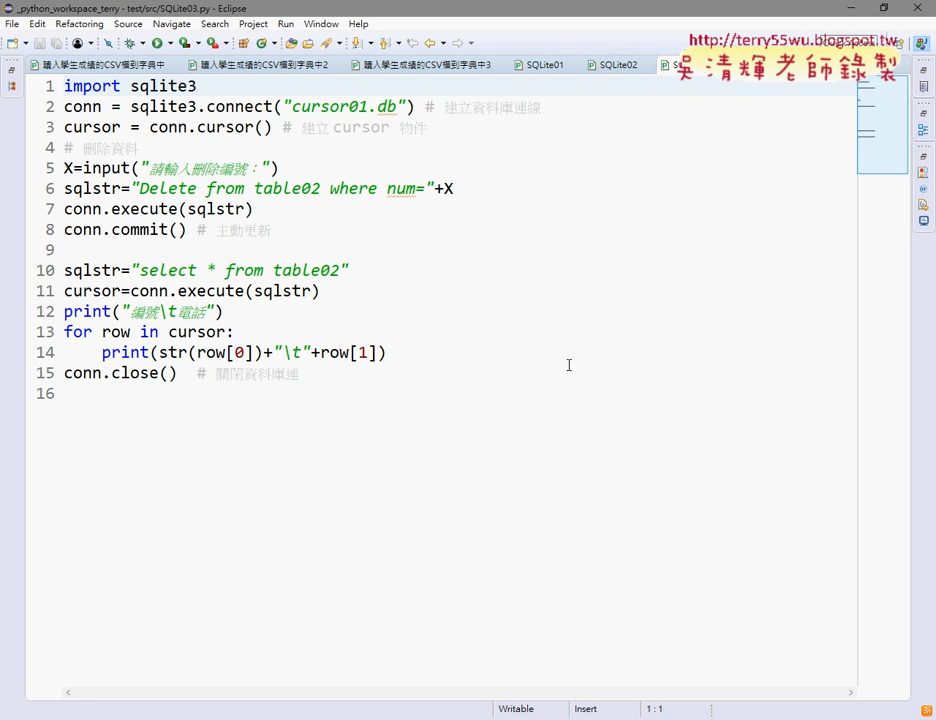 _python_workspace_terry - test/src/SQLite03.py - Eclipse
File Edit Refactoring Source Navigate Search Project Run Window Help
http://terry55wu.blogspot.tw
吳清輝老師錄製
讀入學生成績的CSV檔到字典中 讀入學生成績的CSV檔到字典中2 讀入學生成績的CSV檔到字典中3 SQLite01 SQLite02
1 import sqlite3
2 conn = sqlite3.connect("cursor01.db") # 建立資料庫連線
3 cursor = conn.cursor() # 建立 cursor 物件
4 # 刪除資料
5 X=input("請輸入刪除編號：")
6 sqlstr="Delete from table02 where num="+X
7 conn.execute(sqlstr)
8 conn.commit() # 主動更新
9
10 sqlstr="select * from table02"
11 cursor=conn.execute(sqlstr)
12 print("編號\t電話")
13 for row in cursor:
14     print(str(row[0])+"\t"+row[1])
15 conn.close()  # 關閉資料庫連
16
Writable Insert 1 : 1